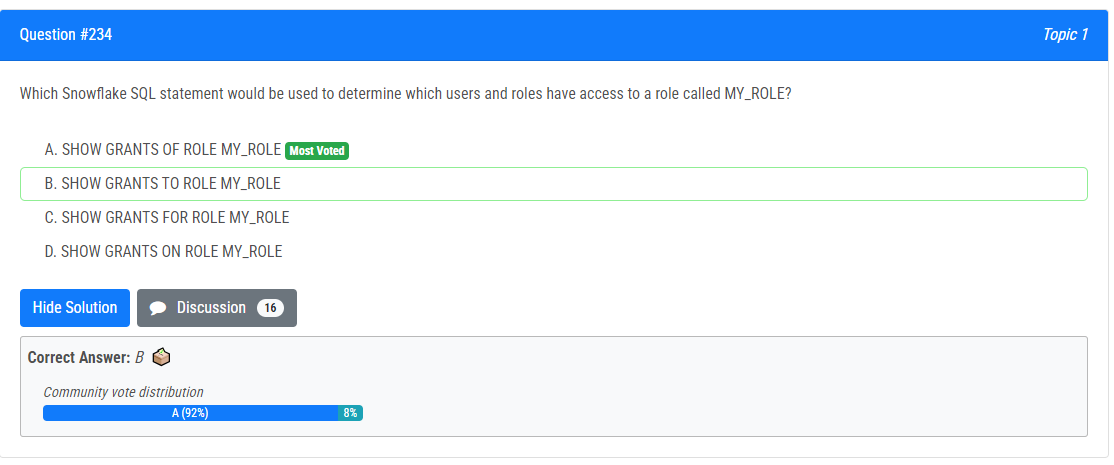 Question #234 Topic 1
Which Snowflake SQL statement would be used to determine which users and roles have access to a role called MY_ROLE?
A. SHOW GRANTS OF ROLE MY_ROLE Most Voted
B. SHOW GRANTS TO ROLE MY_ROLE
C. SHOW GRANTS FOR ROLE MY_ROLE
D. SHOW GRANTS ON ROLE MY_ROLE
Hide Solution Discussion 16
Correct Answer: B
Community vote distribution
A (92%) 8%